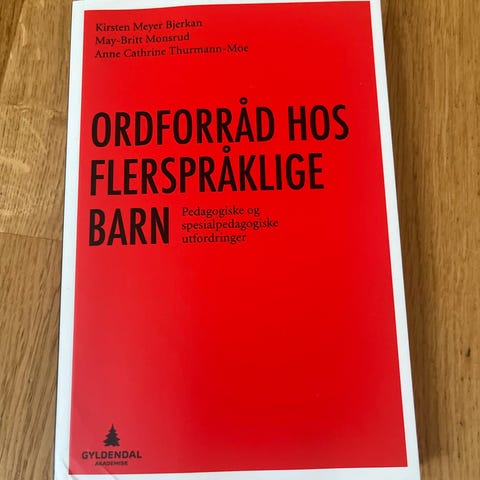 Kirsten Meyer Bjerkan
May-Britt Monsrud
Anne Cathrine Thurmann-Moe
ORDFORRÅD HOS
FLERSPRÅKLIGE
BARN
Pedagogiske og
spesialpedagogiske
utfordringer
GYLDENDAL
AKADEMISK